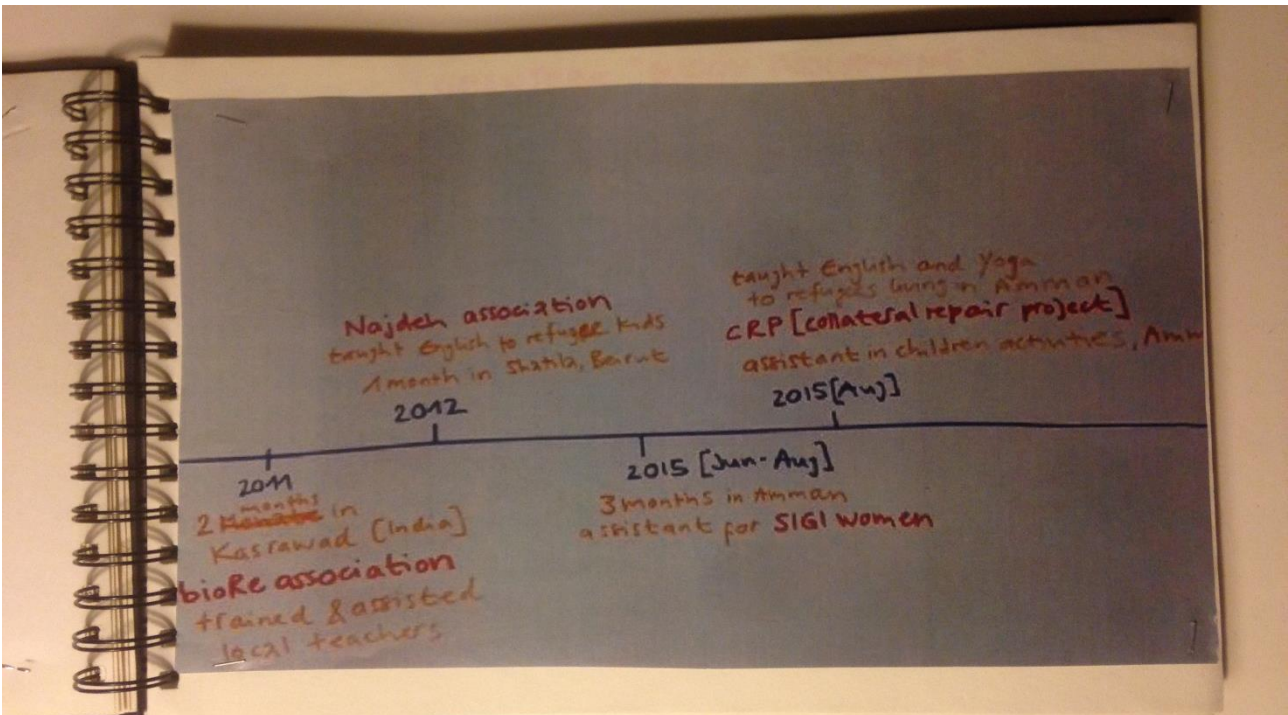 Najdeh association
taught English to refugee kids
1 month in Shatila, Beirut
2012
taught English and Yoga
to refugees living in Amman
CRP [collateral repair project]
assistant in children activities, Amm
2015 [Aug]
2011
2 months in
Kasrawad [India]
bioRe association
trained & assisted
local teachers
2015 [Jun-Aug]
3 months in Amman
assistant for SIGI women